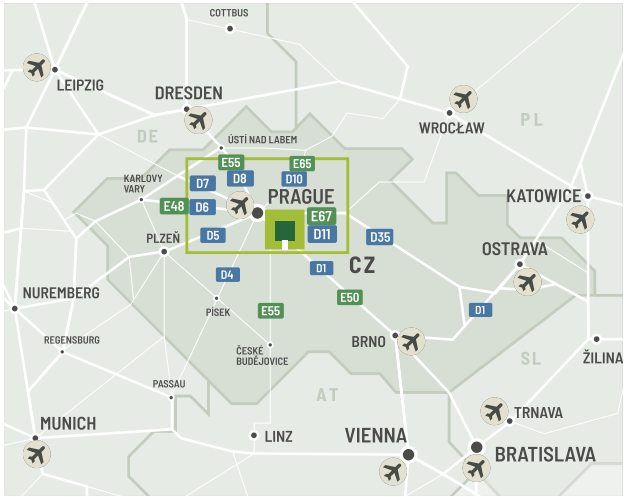 COTTBUS
LEIPZIG
DRESDEN
WROCŁAW
PL
DE
ÚSTÍ NAD LABEM
E55
E65
KARLOVY
VARY
D7
D8
D10
PRAGUE
KATOWICE
E48
D6
E67
PLZEŇ
D5
D11
D35
OSTRAVA
D4
D1
CZ
NUREMBERG
PÍSEK
E55
E50
D1
REGENSBURG
ČESKÉ
BUDĚJOVICE
BRNO
SL
ŽILINA
PASSAU
AT
MUNICH
LINZ
VIENNA
TRNAVA
BRATISLAVA